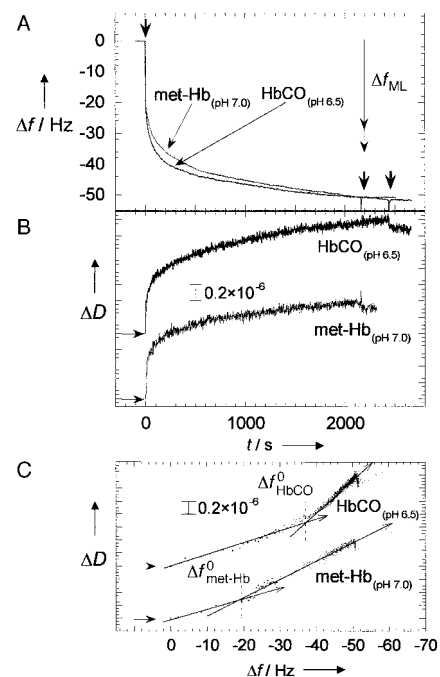 A
0
-10
-20
-30
-40
-50
Δf / Hz
met-Hb(pH 7.0)
HbCO(pH 6.5)
ΔfML
B
ΔD
HbCO(pH 6.5)
0.2×10-6
met-Hb(pH 7.0)
0
1000
2000
t / s
C
ΔD
0.2×10-6
Δf0HbCO
HbCO(pH 6.5)
Δf0met-Hb
met-Hb(pH 7.0)
0 -10 -20 -30 -40 -50 -60 -70
Δf / Hz